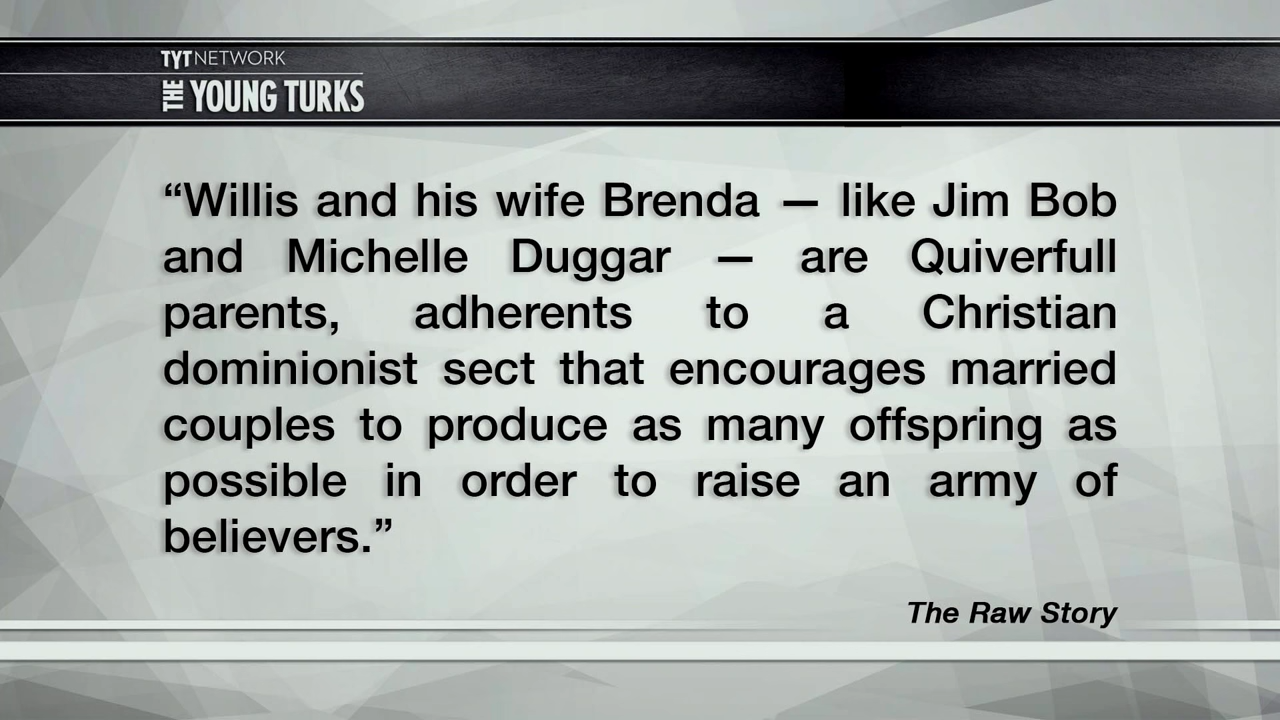 TYT NETWORK
THE YOUNG TURKS
“Willis and his wife Brenda — like Jim Bob
and Michelle Duggar — are Quiverfull
parents, adherents to a Christian
dominionist sect that encourages married
couples to produce as many offspring as
possible in order to raise an army of
believers.”
The Raw Story